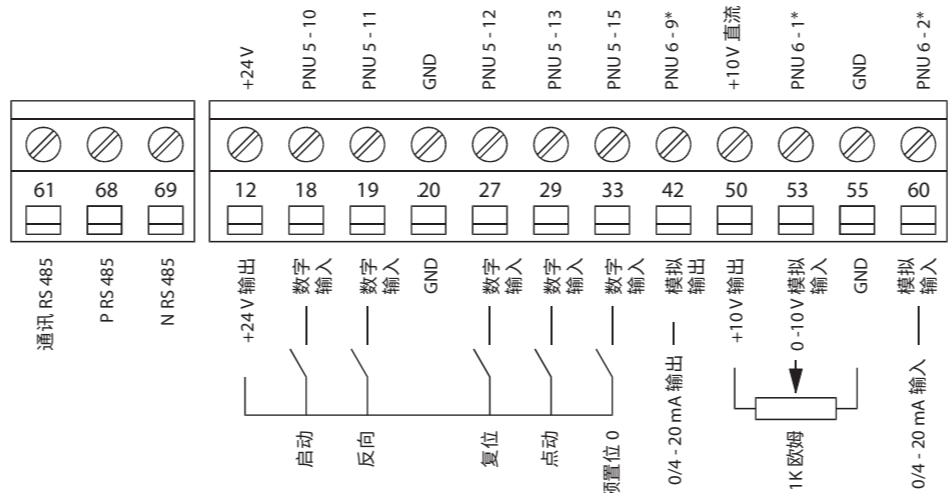 +24 V
PNU 5 - 10
PNU 5 - 11
GND
PNU 5 - 12
PNU 5 - 13
PNU 5 - 15
PNU 6 - 9*
+10 V 直流
PNU 6 - 1*
GND
PNU 6 - 2*
61 68 69 12 18 19 20 27 29 33 42 50 53 55 60
通讯 RS 485
P RS 485
N RS 485
+24 V 输出
数字
输入
数字
输入
GND
数字
输入
数字
输入
数字
输入
模拟
输出
+10 V 输出
0 -10 V 模拟
输入
GND
模拟
输入
启动
反向
复位
点动
预置位 0
0/4 - 20 mA 输出
1K 欧姆
0/4 - 20 mA 输入